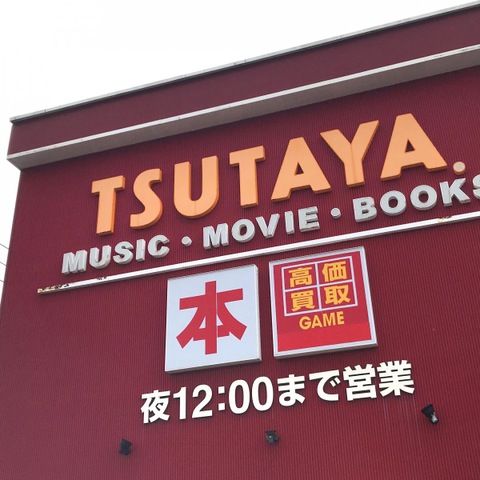 TSUTAYA.
MUSIC・MOVIE・BOOKS
本
高価
買取
GAME
夜12:00まで営業